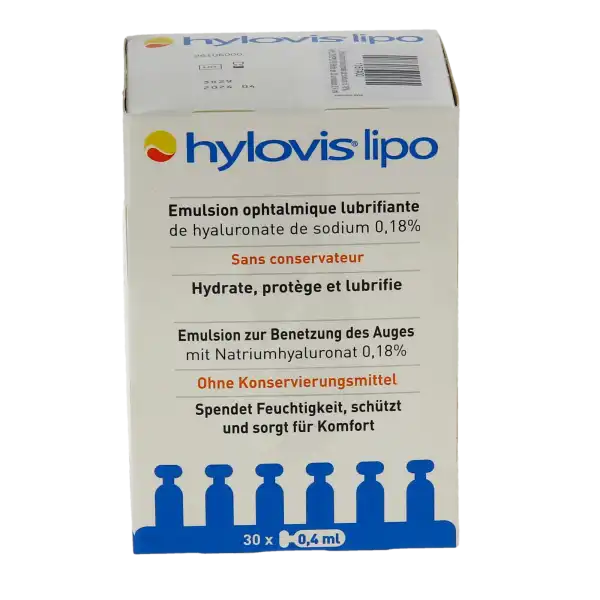 hylovis lipo
hylovis® lipo
Emulsion ophtalmique lubrifiante
de hyaluronate de sodium 0,18%
Sans conservateur
Hydrate, protège et lubrifie
Emulsion zur Benetzung des Auges
mit Natriumhyaluronat 0,18%
Ohne Konservierungsmittel
Spendet Feuchtigkeit, schützt
und sorgt für Komfort
30 x 0,4 ml